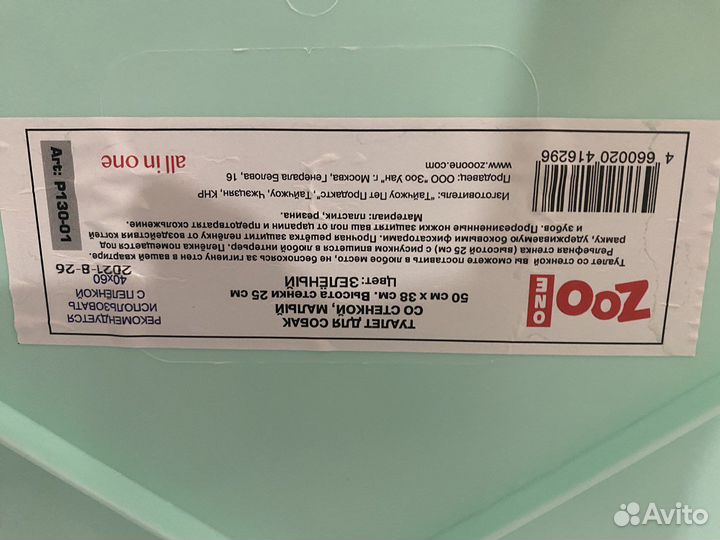 ZOO
ONE
ТУАЛЕТ ДЛЯ СОБАК
СО СТЕНКОЙ, МАЛЫЙ
50 см x 38 см. Высота стенки 25 см
Цвет: ЗЕЛЁНЫЙ
РЕКОМЕНДУЕТСЯ
ИСПОЛЬЗОВАТЬ
С ПЕЛЁНКОЙ
40x60
2021-8-26
Туалет со стенкой вы сможете поставить в любое место, не беспокоясь за гигиену стен в вашей квартире.
Рельефная стенка (высотой 25 см) с рисунком впишется в любой интерьер. Пелёнка помещается под
рамку, удерживаемую боковыми фиксаторами. Прочная решётка защитит пелёнку от воздействия когтей
и зубов. Прорезиненные ножки защитят ваш пол от царапин и предотвратят скольжение.
Материал: пластик, резина.
Изготовитель: "Тайчжоу Пет Продактс", Тайчжоу, Чжэцзян, КНР
Продавец: ООО "Зоо Уан" г. Москва, Генерала Белова, 16
www.zooone.com
all in one
Art.: P130-01
4 660020 416296
Avito